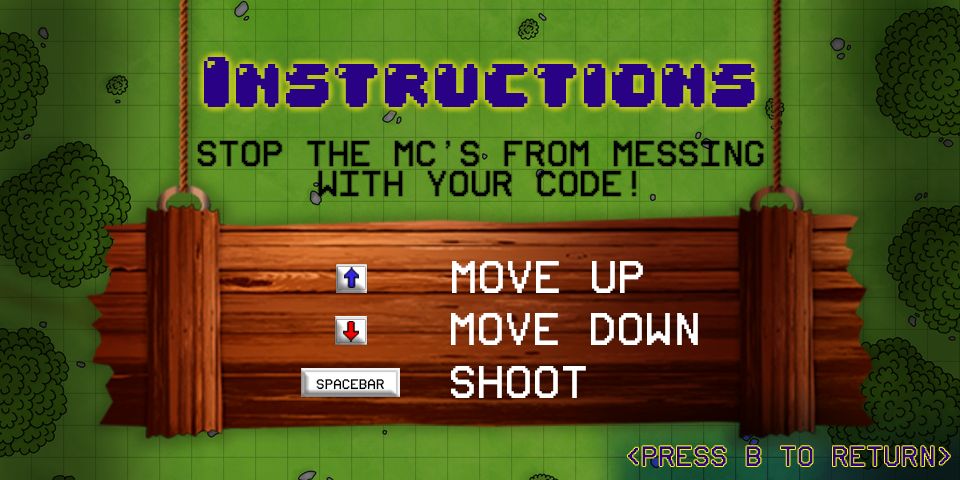 INSTRUCTIONS
STOP THE MC'S FROM MESSING
WITH YOUR CODE!
MOVE UP
MOVE DOWN
SPACEBAR SHOOT
<PRESS B TO RETURN>